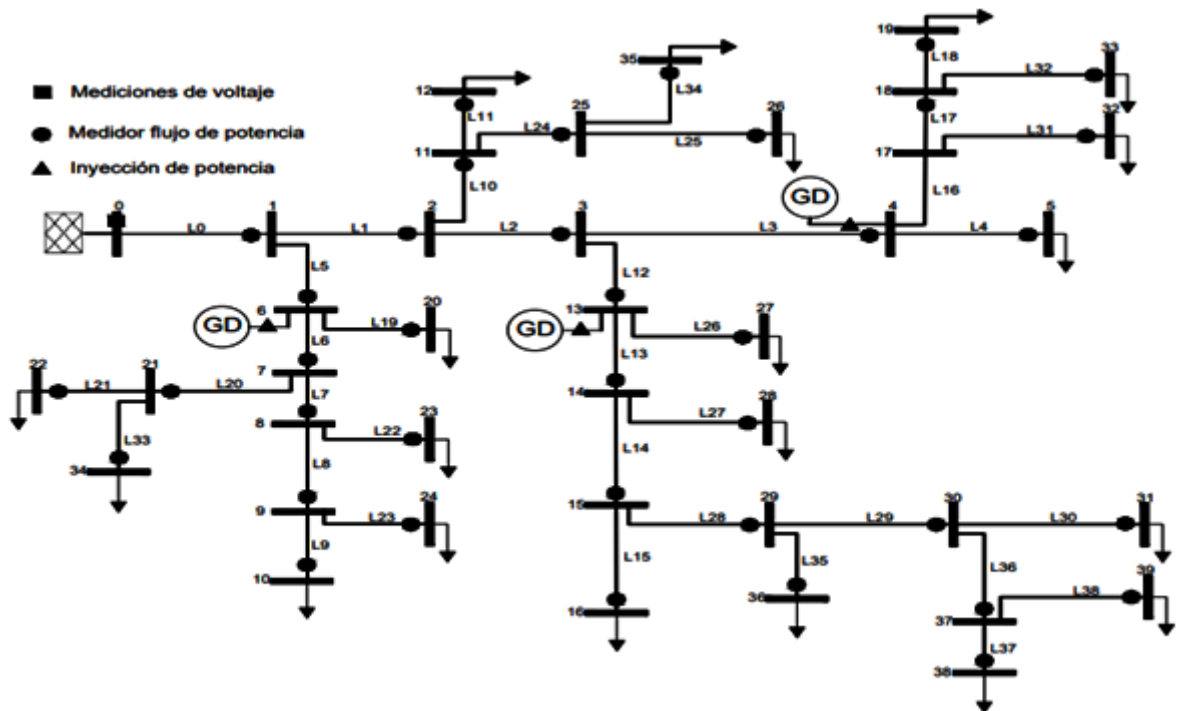 Mediciones de voltaje
Medidor flujo de potencia
Inyección de potencia
19
L18
33
L32
18
32
L17
L31
17
L16
35
L34
12
L11
25
26
L24
L25
11
L10
GD
0
1
2
3
4
5
L0
L1
L2
L3
L4
L5
L12
6
20
GD
L19
L6
13
27
GD
L26
L13
22
21
7
L21
L20
L7
14
28
L27
8
23
L22
L33
34
L8
L14
9
24
L23
L9
10
15
29
30
31
L28
L29
L30
L15
L35
L36
16
36
39
L38
37
L37
38